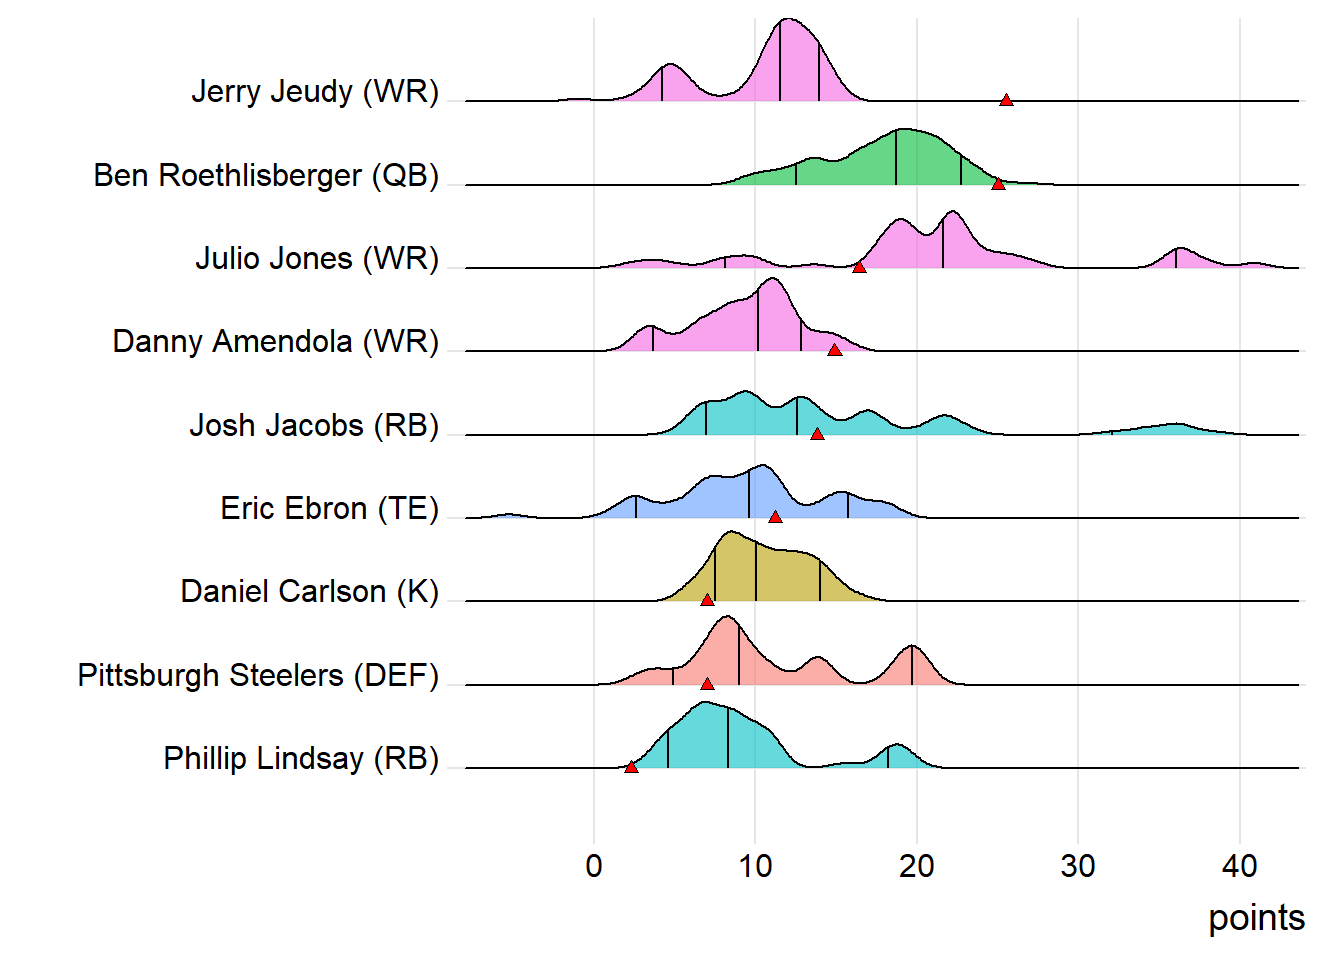 Jerry Jeudy (WR)
Ben Roethlisberger (QB)
Julio Jones (WR)
Danny Amendola (WR)
Josh Jacobs (RB)
Eric Ebron (TE)
Daniel Carlson (K)
Pittsburgh Steelers (DEF)
Phillip Lindsay (RB)
0 10 20 30 40
points